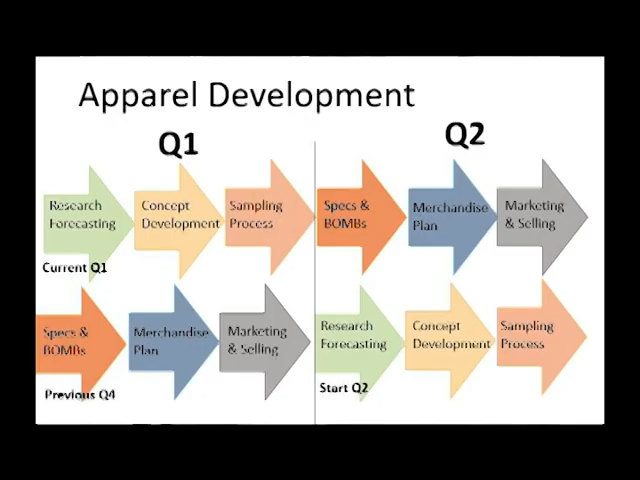 Apparel Development
Q1
Q2
Research
Forecasting
Concept
Development
Sampling
Process
Specs &
BOMBs
Merchandise
Plan
Marketing
& Selling
Current Q1
Specs &
BOMBs
Merchandise
Plan
Marketing
& Selling
Research
Forecasting
Concept
Development
Sampling
Process
Previous Q4
Start Q2